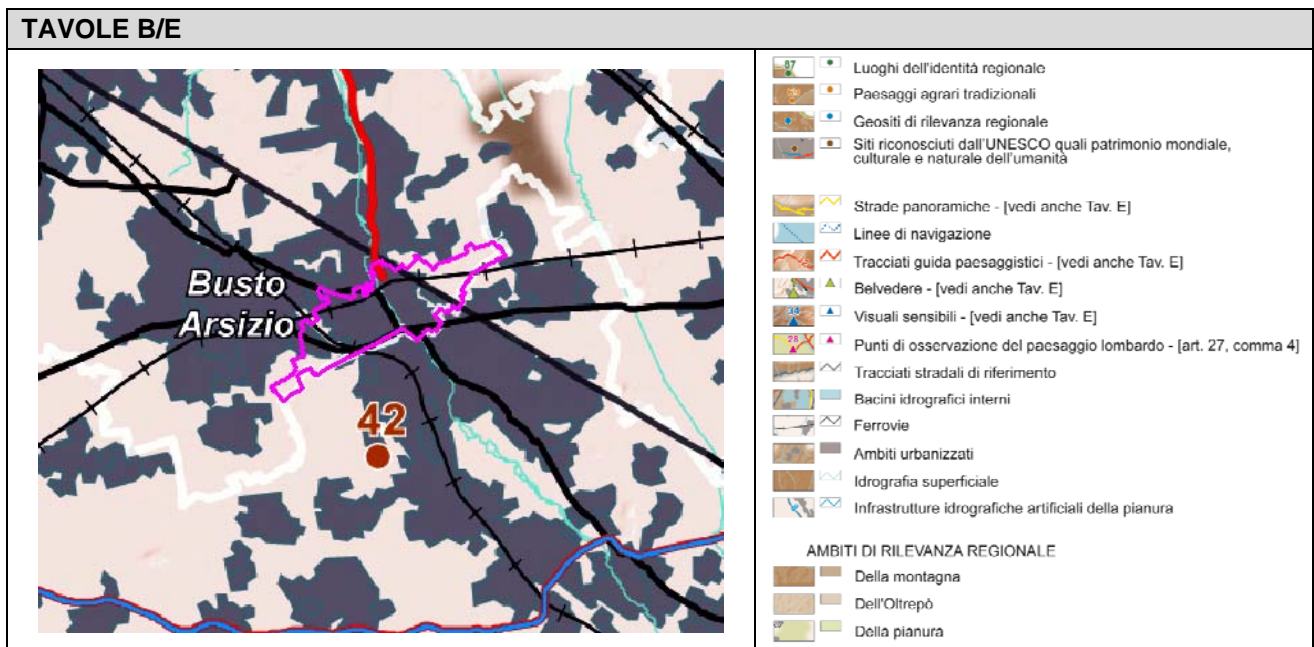 TAVOLE B/E
Busto
Arsizio
42
87
Luoghi dell'identità regionale
Paesaggi agrari tradizionali
Geositi di rilevanza regionale
Siti riconosciuti dall'UNESCO quali patrimonio mondiale,
culturale e naturale dell'umanità
Strade panoramiche - [vedi anche Tav. E]
Linee di navigazione
Tracciati guida paesaggistici - [vedi anche Tav. E]
Belvedere - [vedi anche Tav. E]
34
Visuali sensibili - [vedi anche Tav. E]
28
Punti di osservazione del paesaggio lombardo - [art. 27, comma 4]
Tracciati stradali di riferimento
Bacini idrografici interni
Ferrovie
Ambiti urbanizzati
Idrografia superficiale
Infrastrutture idrografiche artificiali della pianura
AMBITI DI RILEVANZA REGIONALE
Della montagna
Dell'Oltrepò
Della pianura